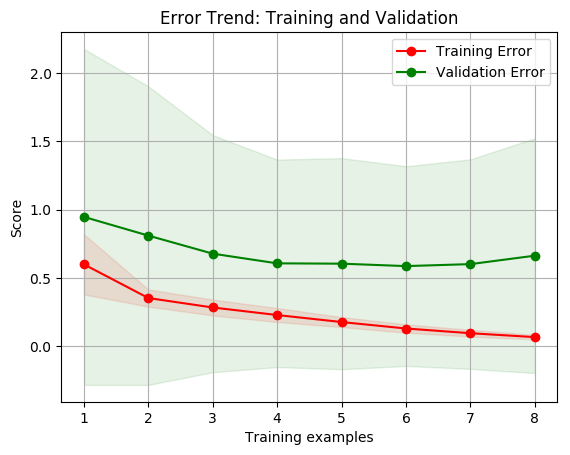 Error Trend: Training and Validation
Training Error
Validation Error
2.0
1.5
1.0
0.5
0.0
Score
1 2 3 4 5 6 7 8
Training examples